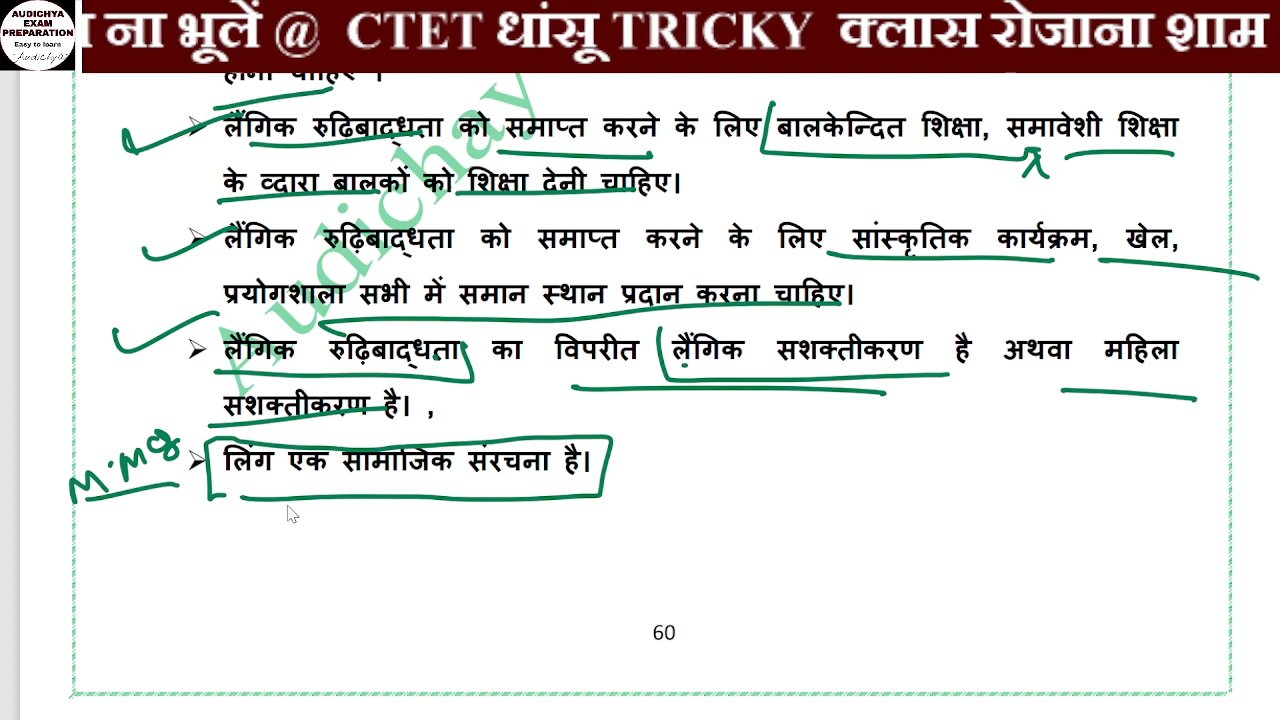 AUDICHYA
EXAM
PREPARATION
Easy to learn
(Audichya)
ना भूलें @ CTET धांसू TRICKY क्लास रोजाना शाम
होना चाहिए ।
➢ लैंगिक रुढ़िबाद्धता को समाप्त करने के लिए बालकेन्दित शिक्षा, समावेशी शिक्षा
के व्दारा बालकों को शिक्षा देनी चाहिए।
➢ लैंगिक रुढ़िबाद्धता को समाप्त करने के लिए सांस्कृतिक कार्यक्रम, खेल,
प्रयोगशाला सभी में समान स्थान प्रदान करना चाहिए।
➢ लैंगिक रुढ़िबाद्धता का विपरीत लैंगिक सशक्तीकरण है अथवा महिला
सशक्तीकरण है। ,
➢ लिंग एक सामाजिक संरचना है।
60
Audichay